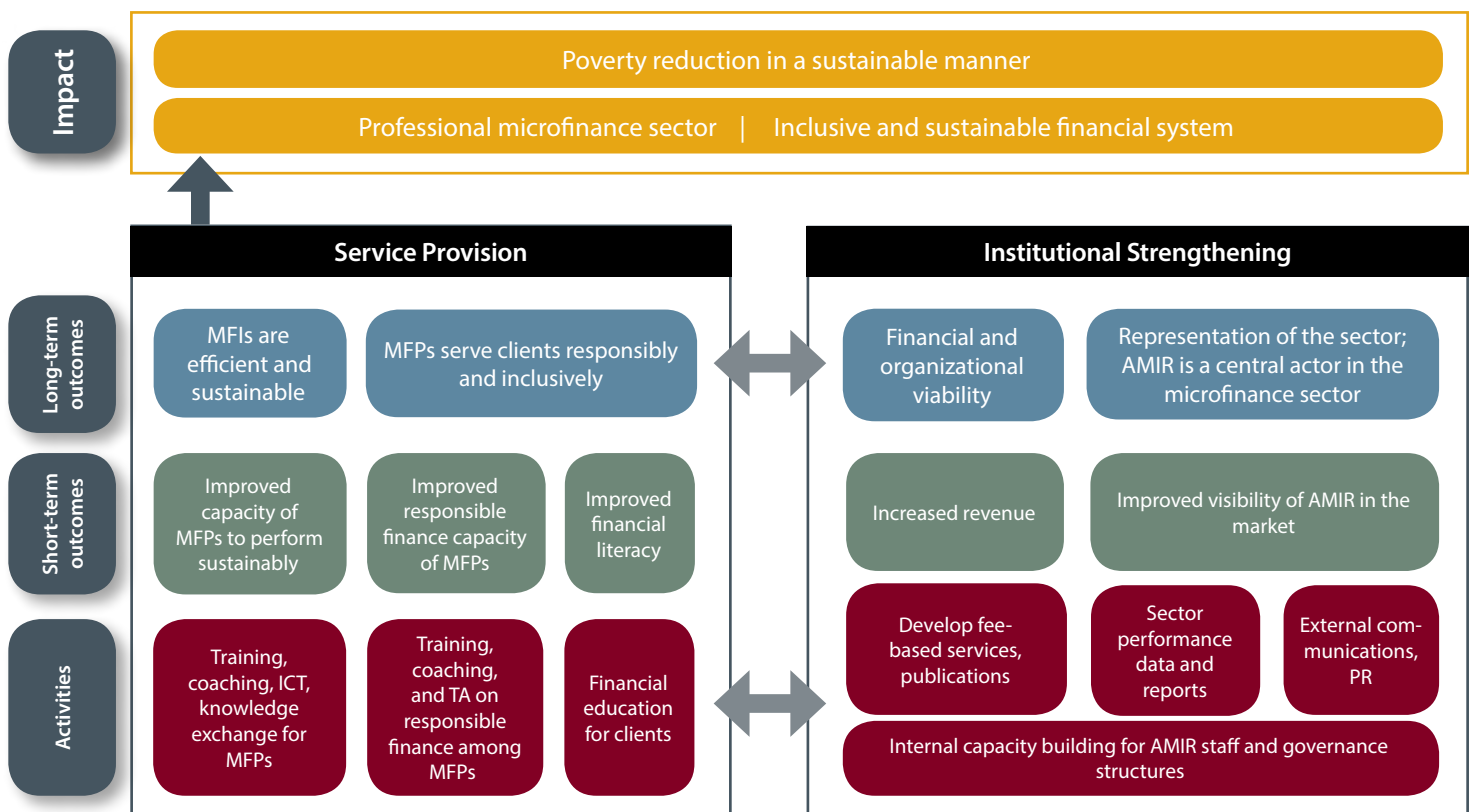 Impact
Poverty reduction in a sustainable manner
Professional microfinance sector | Inclusive and sustainable financial system
Service Provision
Institutional Strengthening
Long-term
outcomes
MFIs are
efficient and
sustainable
MFPs serve clients responsibly
and inclusively
Financial and
organizational
viability
Representation of the sector;
AMIR is a central actor in the
microfinance sector
Short-term
outcomes
Improved
capacity of
MFPs to perform
sustainably
Improved
responsible
finance capacity
of MFPs
Improved
financial
literacy
Increased revenue
Improved visibility of AMIR in the
market
Activities
Training,
coaching, ICT,
knowledge
exchange for
MFPs
Training,
coaching,
and TA on
responsible
finance among
MFPs
Financial
education
for clients
Develop fee-
based services,
publications
Sector
performance
data and
reports
External com-
munications,
PR
Internal capacity building for AMIR staff and governance
structures